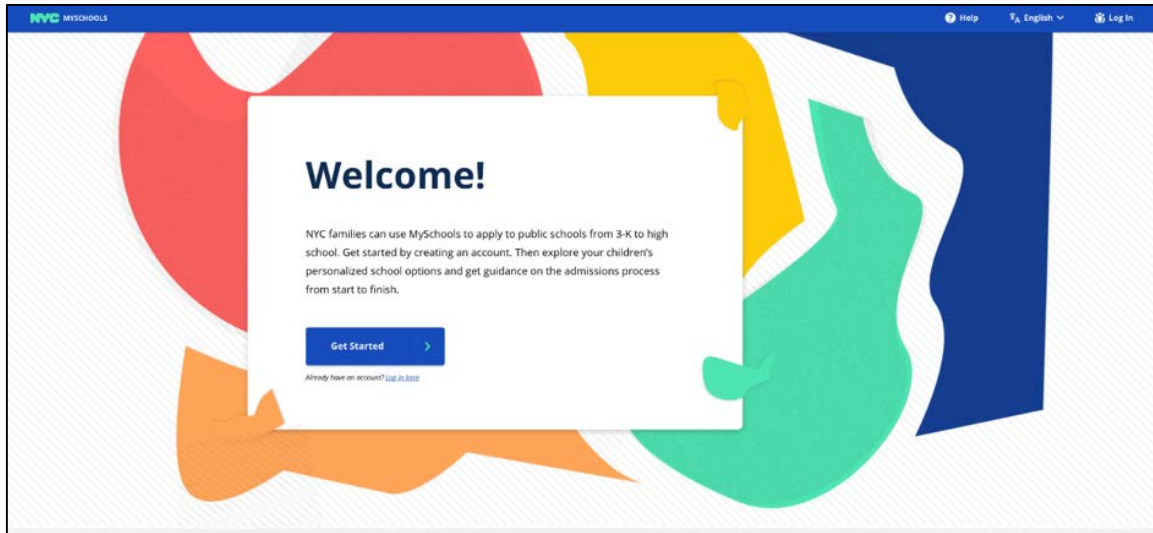 NYC MYSCHOOLS
Help
English
Log In
Welcome!
NYC families can use MySchools to apply to public schools from 3-K to high
school. Get started by creating an account. Then explore your children's
personalized school options and get guidance on the admissions process
from start to finish.
Get Started
Already have an account? Log in here